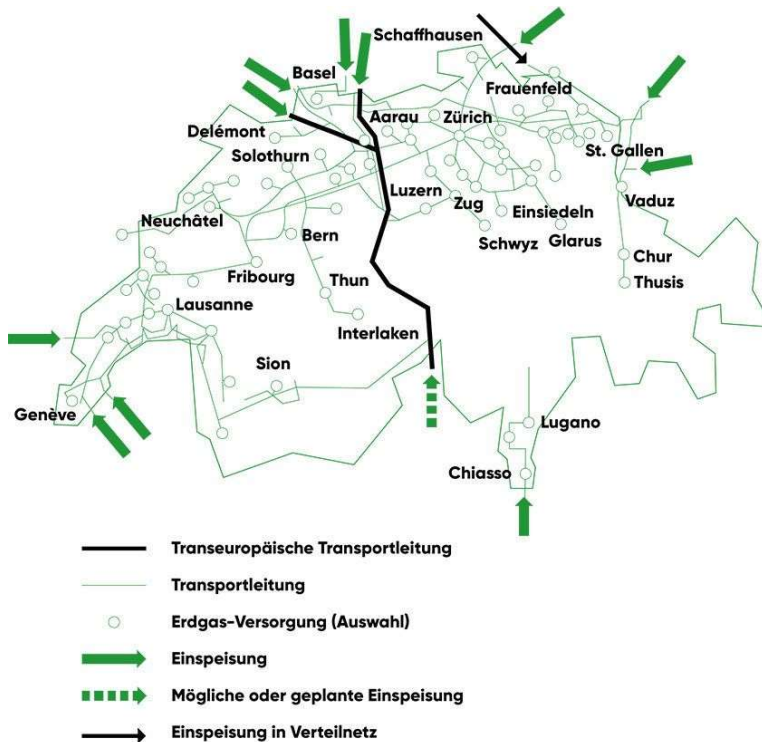 Schaffhausen
Basel
Frauenfeld
Aarau
Zürich
Delémont
St. Gallen
Solothurn
Luzern
Zug
Einsiedeln
Vaduz
Neuchâtel
Bern
Schwyz
Glarus
Chur
Fribourg
Thun
Thusis
Lausanne
Interlaken
Sion
Genève
Lugano
Chiasso
Transeuropäische Transportleitung
Transportleitung
Erdgas-Versorgung (Auswahl)
Einspeisung
Mögliche oder geplante Einspeisung
Einspeisung in Verteilnetz